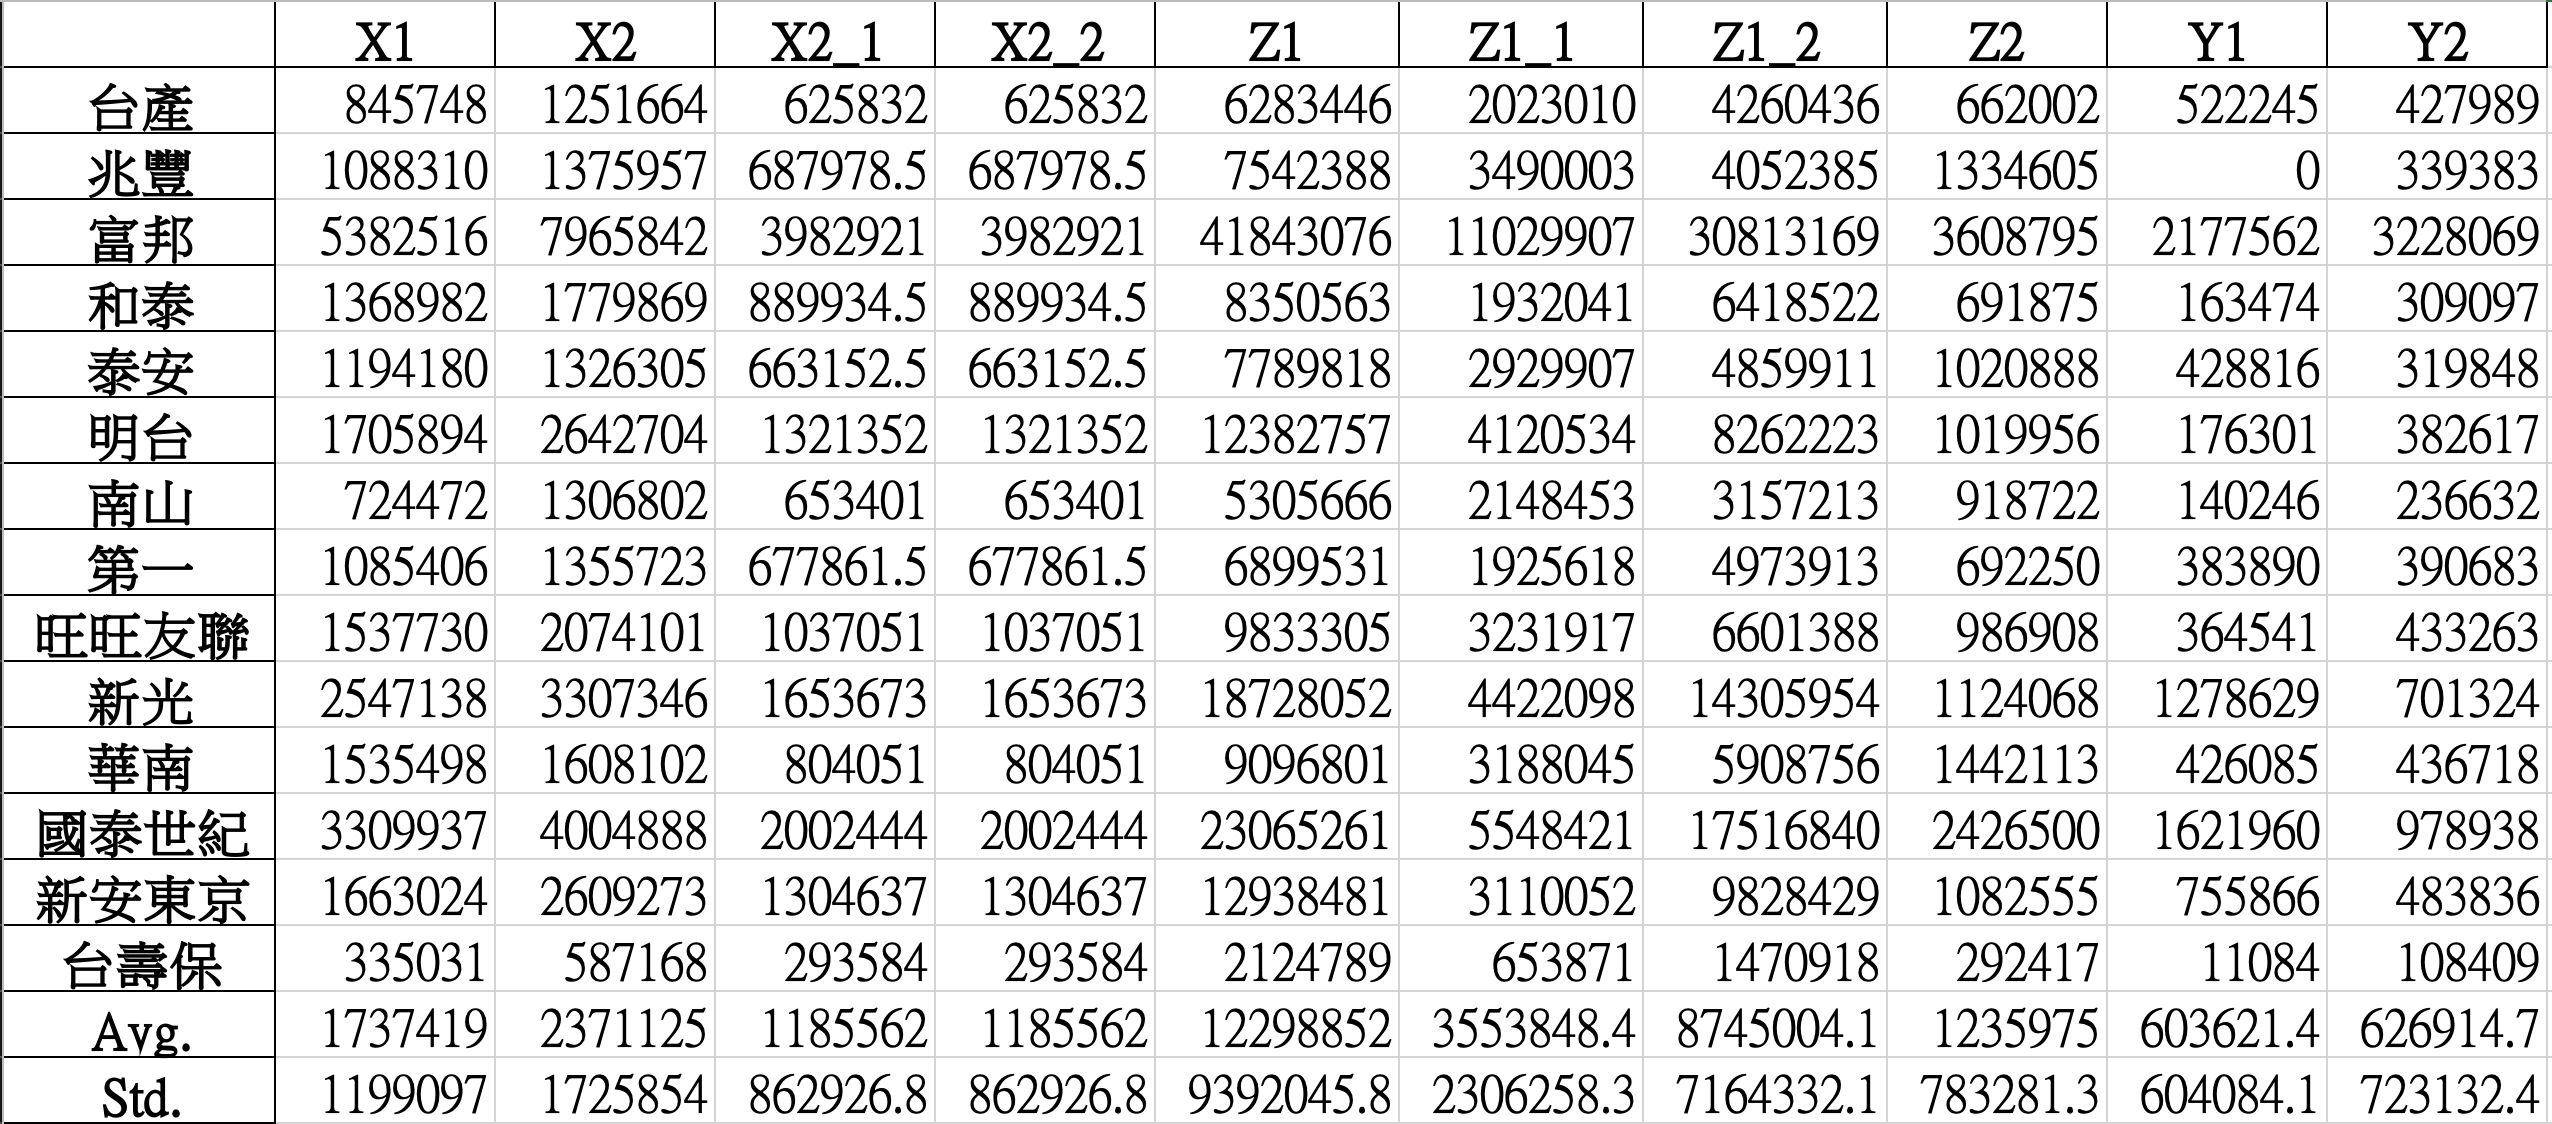 X1 X2 X2_1 X2_2 Z1 Z1_1 Z1_2 Z2 Y1 Y2
台產 845748 1251664 625832 625832 6283446 2023010 4260436 662002 522245 427989
兆豐 1088310 1375957 687978.5 687978.5 7542388 3490003 4052385 1334605 0 339383
富邦 5382516 7965842 3982921 3982921 41843076 11029907 30813169 3608795 2177562 3228069
和泰 1368982 1779869 889934.5 889934.5 8350563 1932041 6418522 691875 163474 309097
泰安 1194180 1326305 663152.5 663152.5 7789818 2929907 4859911 1020888 428816 319848
明台 1705894 2642704 1321352 1321352 12382757 4120534 8262223 1019956 176301 382617
南山 724472 1306802 653401 653401 5305666 2148453 3157213 918722 140246 236632
第一 1085406 1355723 677861.5 677861.5 6899531 1925618 4973913 692250 383890 390683
旺旺友聯 1537730 2074101 1037051 1037051 9833305 3231917 6601388 986908 364541 433263
新光 2547138 3307346 1653673 1653673 18728052 4422098 14305954 1124068 1278629 701324
華南 1535498 1608102 804051 804051 9096801 3188045 5908756 1442113 426085 436718
國泰世紀 3309937 4004888 2002444 2002444 23065261 5548421 17516840 2426500 1621960 978938
新安東京 1663024 2609273 1304637 1304637 12938481 3110052 9828429 1082555 755866 483836
台壽保 335031 587168 293584 293584 2124789 653871 1470918 292417 11084 108409
Avg. 1737419 2371125 1185562 1185562 12298852 3553848.4 8745004.1 1235975 603621.4 626914.7
Std. 1199097 1725854 862926.8 862926.8 9392045.8 2306258.3 7164332.1 783281.3 604084.1 723132.4